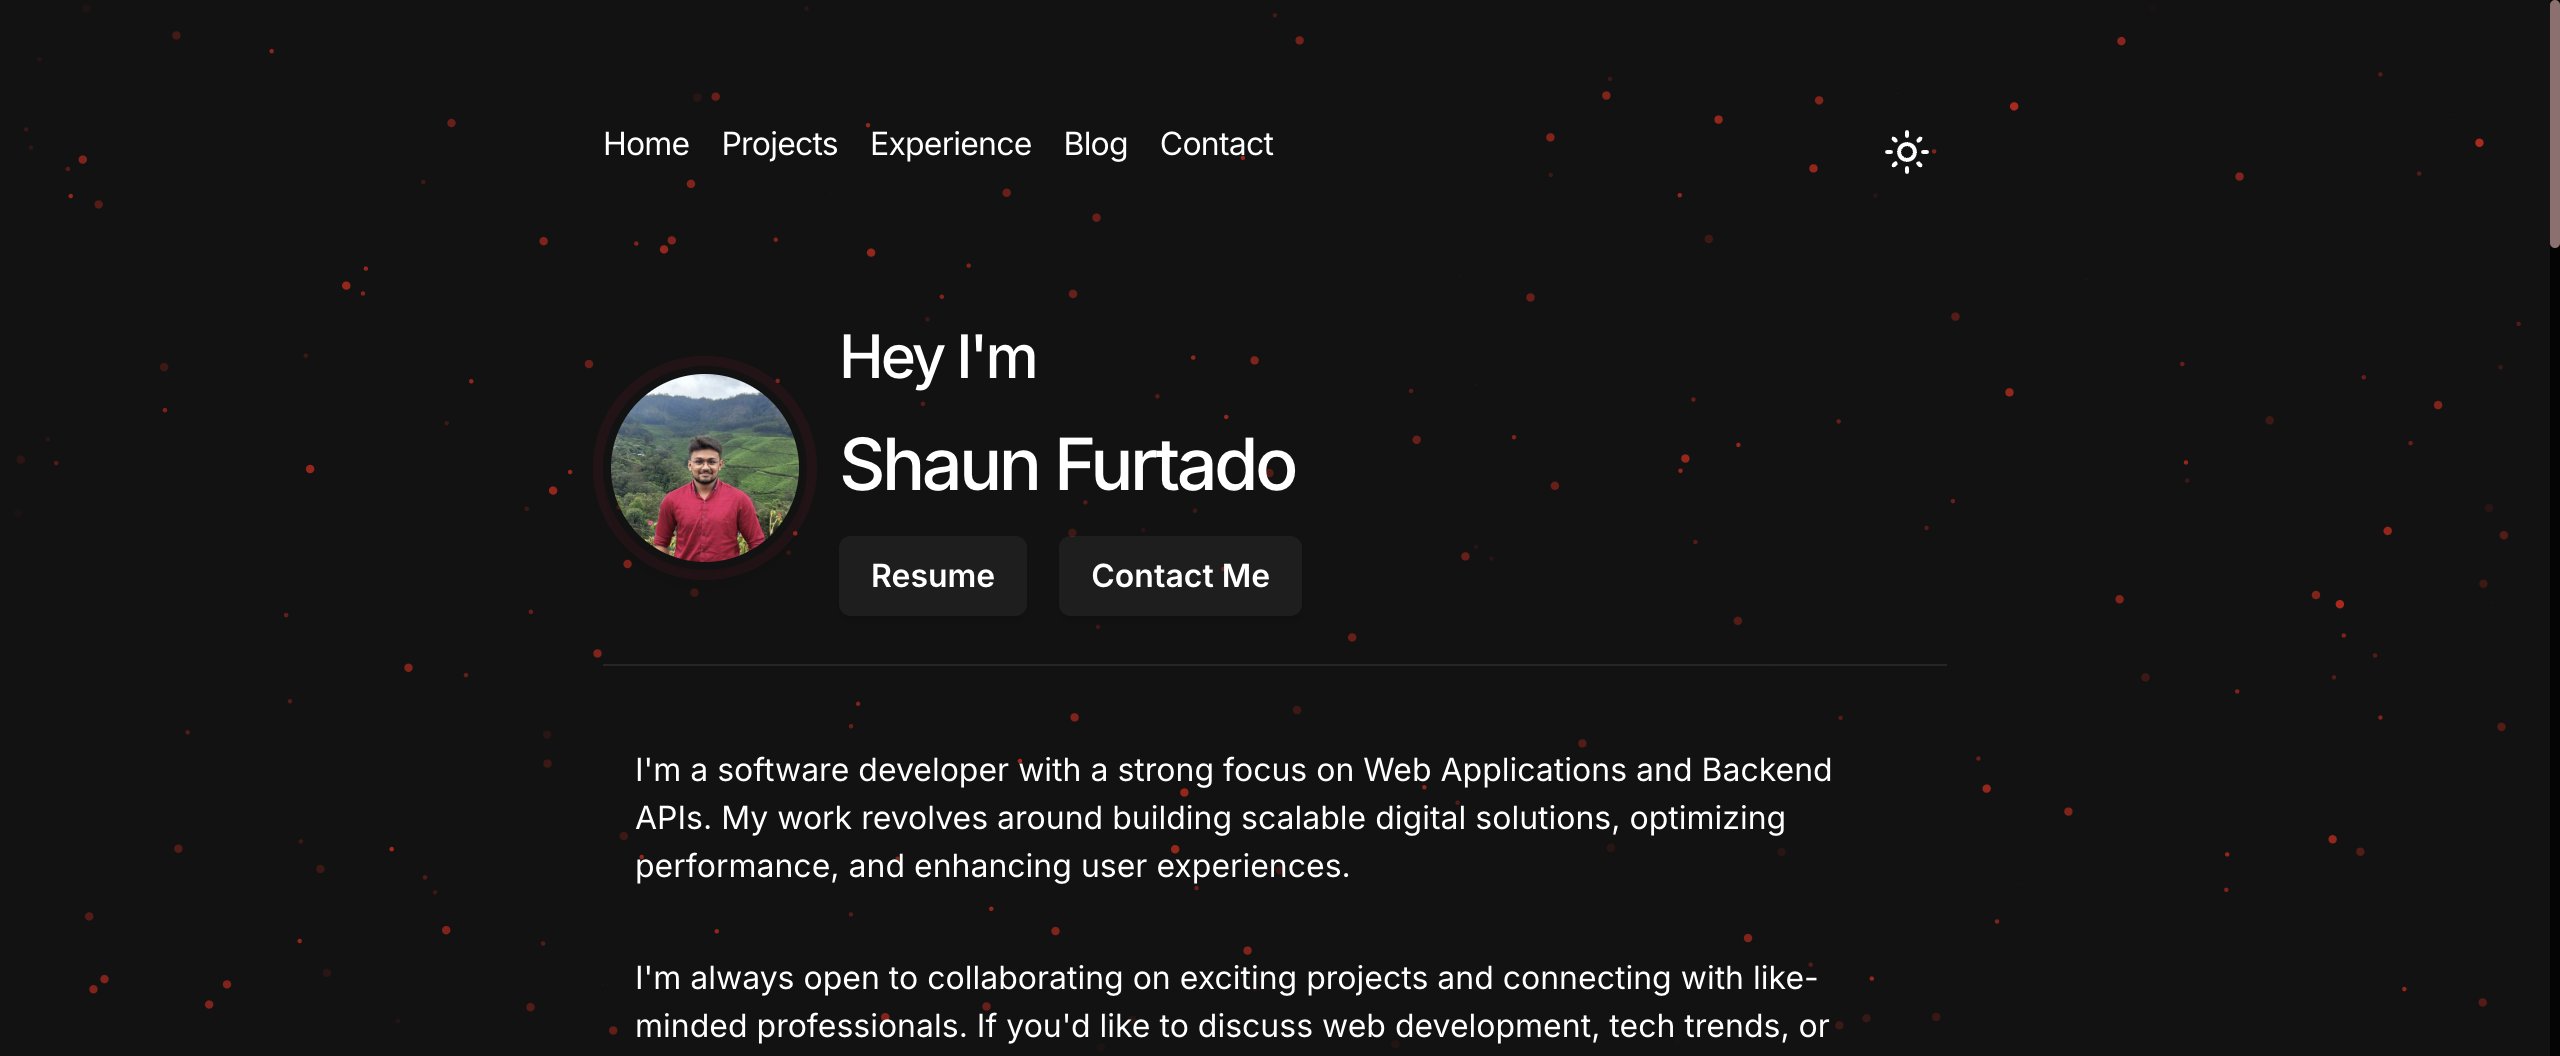 Home Projects Experience Blog Contact
Hey I'm
Shaun Furtado
Resume Contact Me
I'm a software developer with a strong focus on Web Applications and Backend
APIs. My work revolves around building scalable digital solutions, optimizing
performance, and enhancing user experiences.
I'm always open to collaborating on exciting projects and connecting with like-
minded professionals. If you'd like to discuss web development, tech trends, or